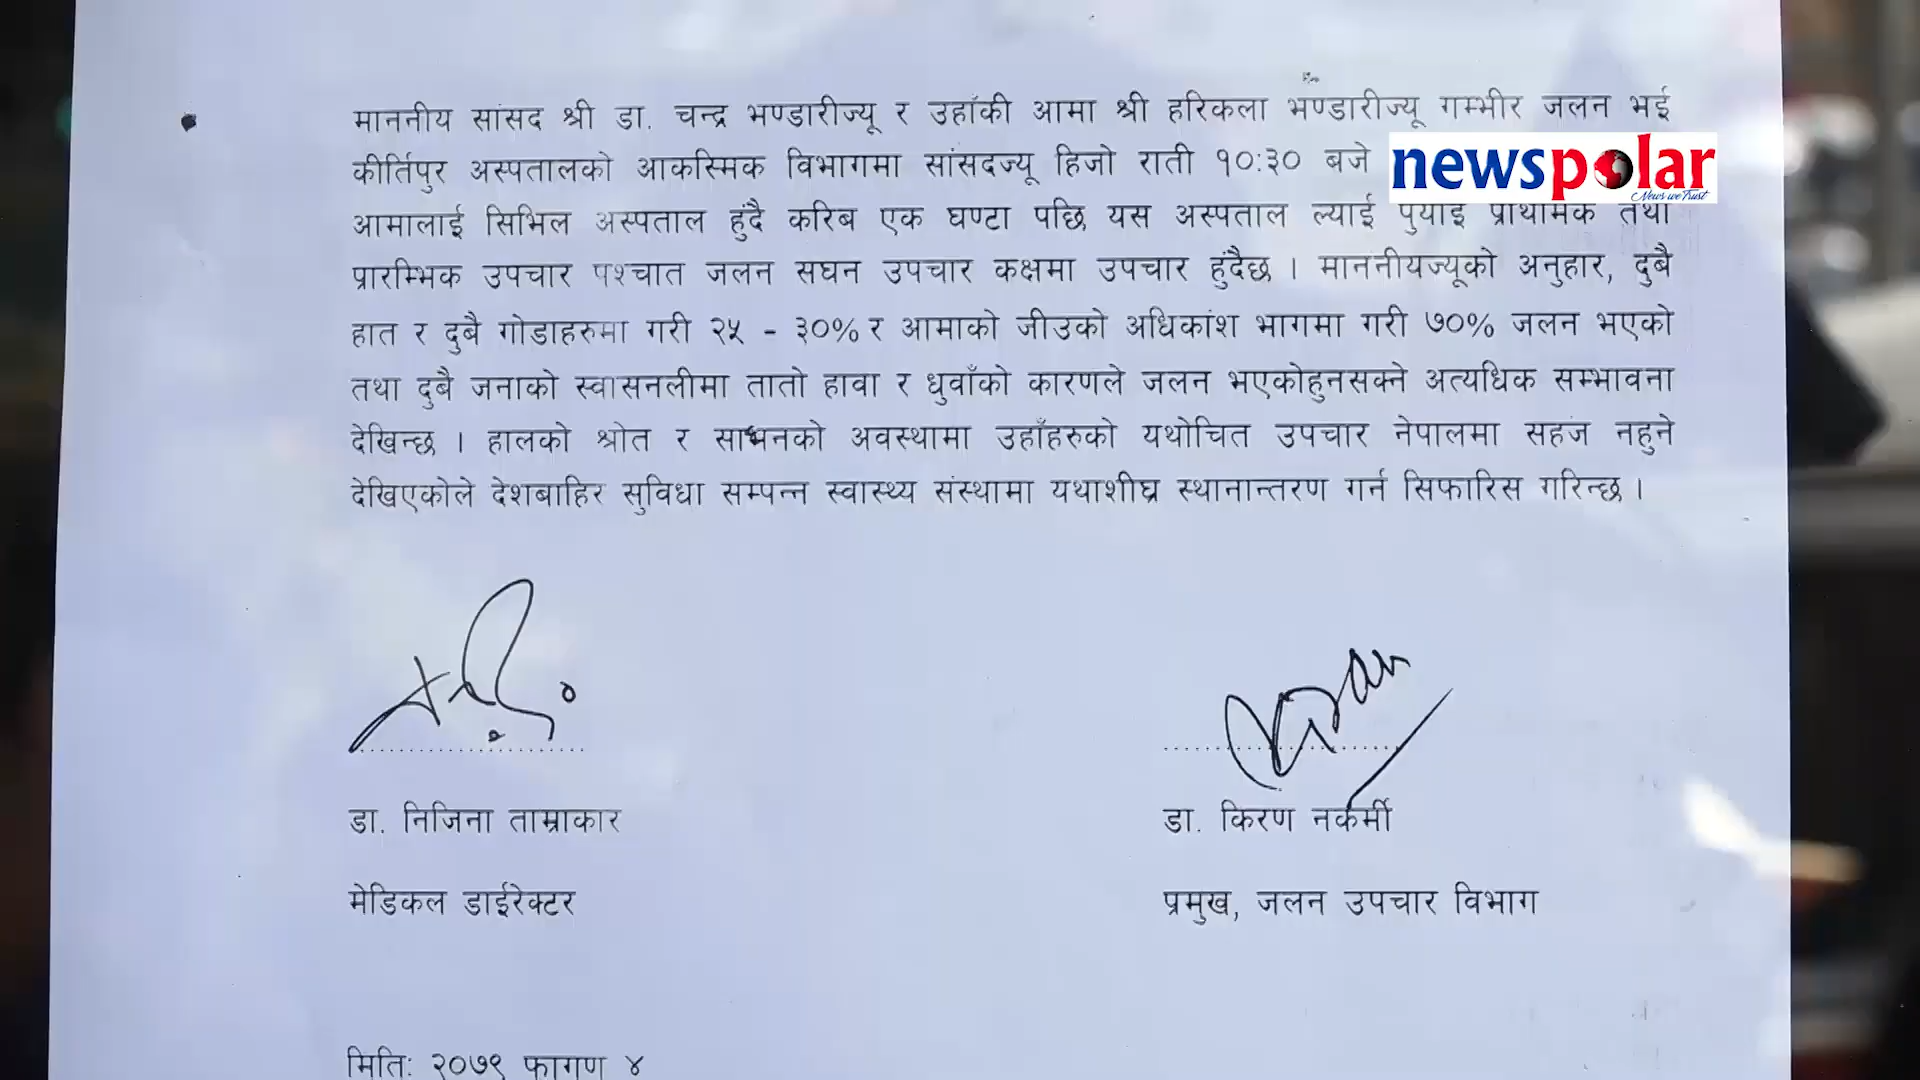 माननीय सांसद श्री डा. चन्द्र भण्डारीज्यू र उहाँकी आमा श्री हरिकला भण्डारीज्यू गम्भीर जलन भई
कीर्तिपुर अस्पतालको आकस्मिक विभागमा सांसदज्यू हिजो राती १०:३० बजे
newspolar
News we Trust
आमालाई सिभिल अस्पताल हुंदै करिब एक घण्टा पछि यस अस्पताल ल्याई पुयाइ प्राथमिक तथा
प्रारम्भिक उपचार पश्चात जलन सघन उपचार कक्षमा उपचार हुंदैछ । माननीयज्यूको अनुहार, दुबै
हात र दुबै गोडाहरुमा गरी २५ - ३०% र आमाको जीउको अधिकांश भागमा गरी ७०% जलन भएको
तथा दुबै जनाको स्वासनलीमा तातो हावा र धुवाँको कारणले जलन भएकोहुनसक्ने अत्यधिक सम्भावना
देखिन्छ । हालको श्रोत र साधनको अवस्थामा उहाँहरुको यथोचित उपचार नेपालमा सहज नहुने
देखिएकोले देशबाहिर सुविधा सम्पन्न स्वास्थ्य संस्थामा यथाशीघ्र स्थानान्तरण गर्न सिफारिस गरिन्छ ।
डा. निजिना ताम्राकार
डा. किरण नकर्मी
मेडिकल डाईरेक्टर
प्रमुख, जलन उपचार विभाग
मिति: २०७९ फागुण ४